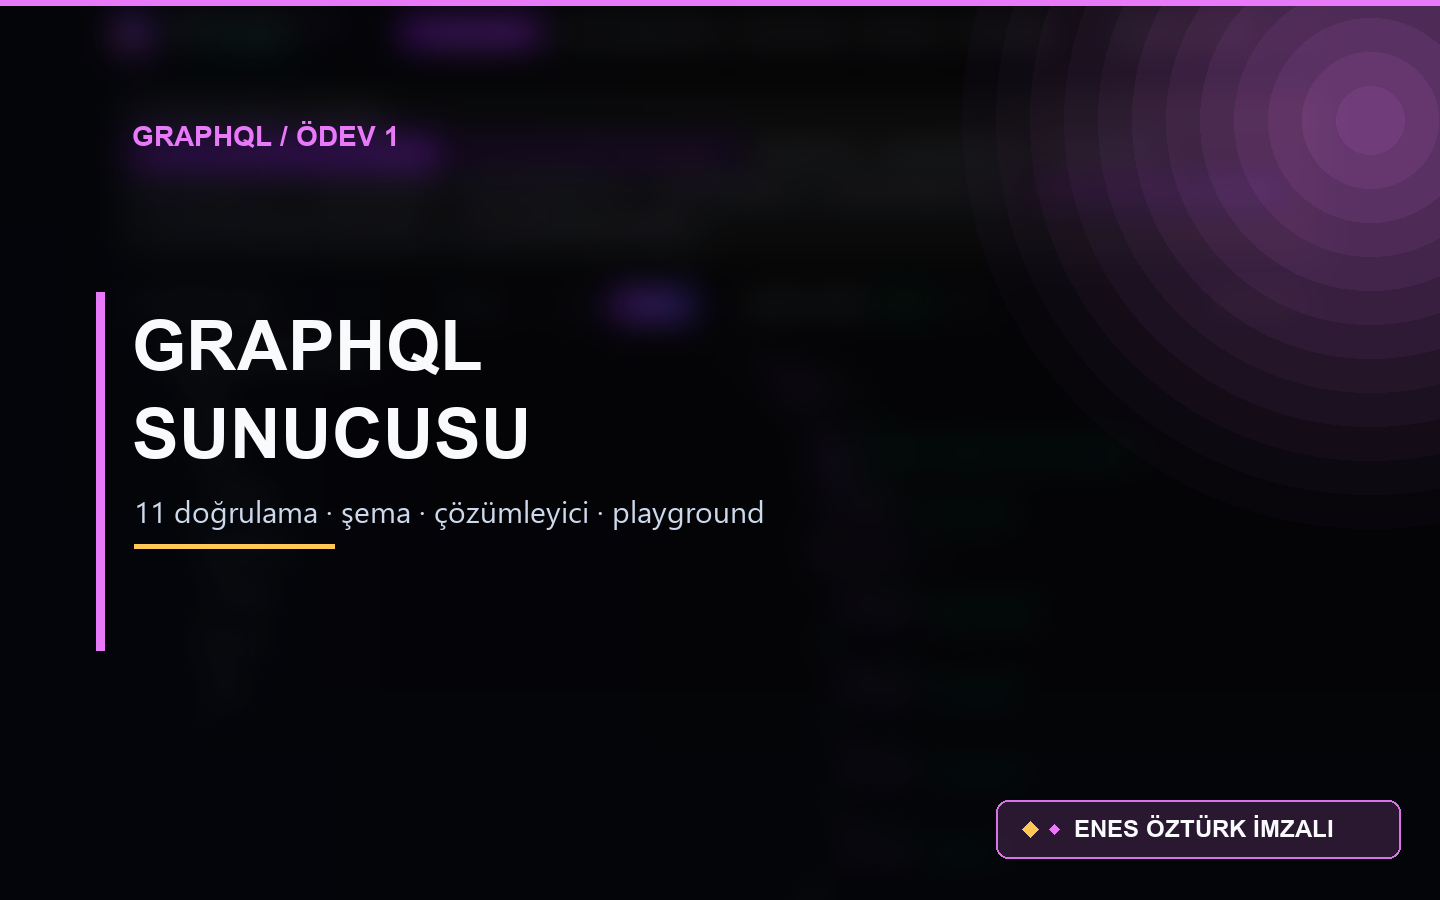 GRAPHQL / ÖDEV 1
GRAPHQL
SUNUCUSU
11 doğrulama · şema · çözümleyici · playground
ENES ÖZTÜRK İMZALI